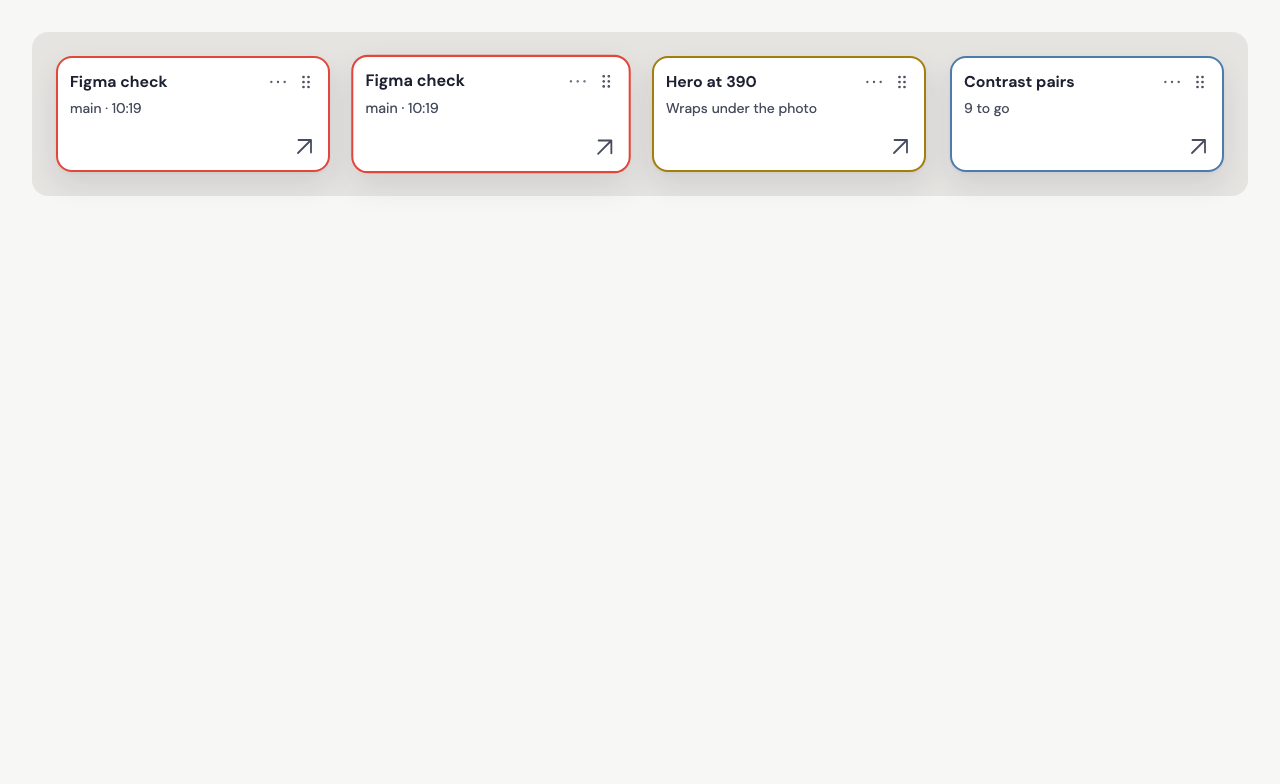 Figma check
main · 10:19
Figma check
main · 10:19
Hero at 390
Wraps under the photo
Contrast pairs
9 to go